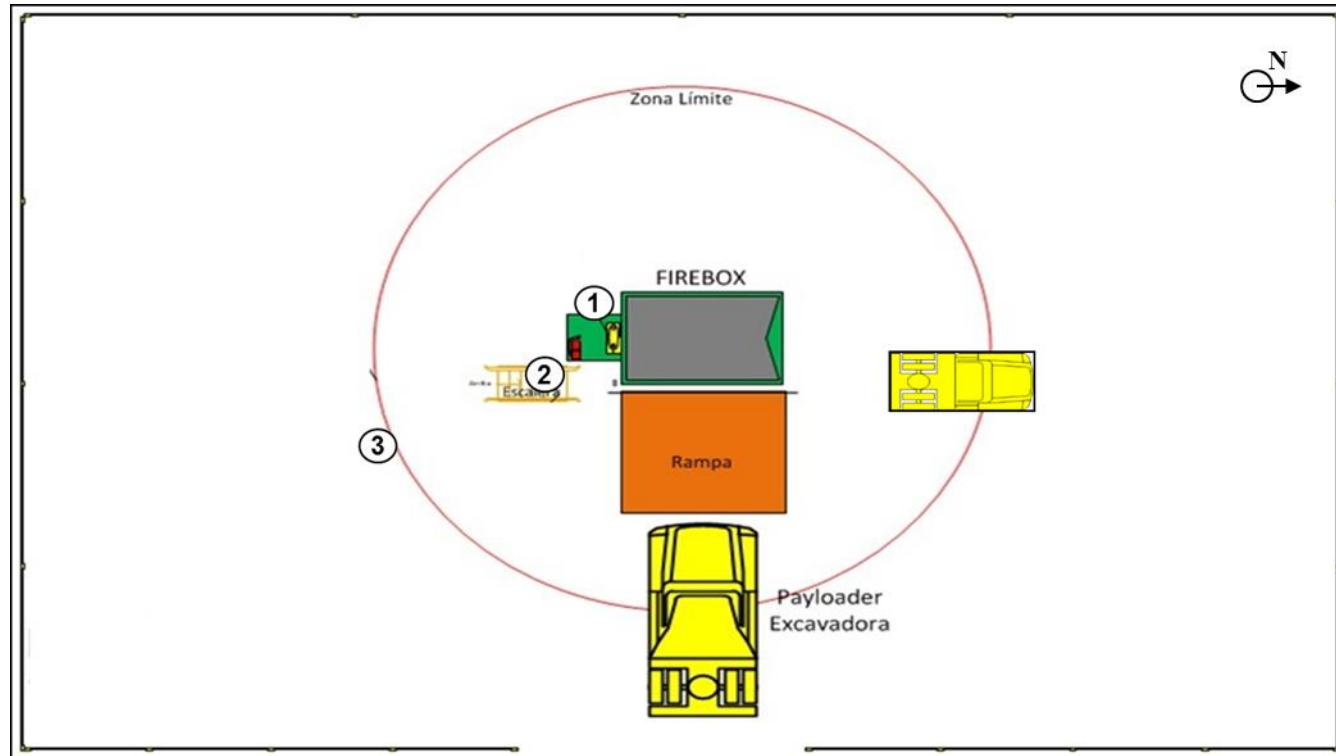 N
Zona Límite
FIREBOX
1
2
Escalera
3
Rampa
Payloader
Excavadora